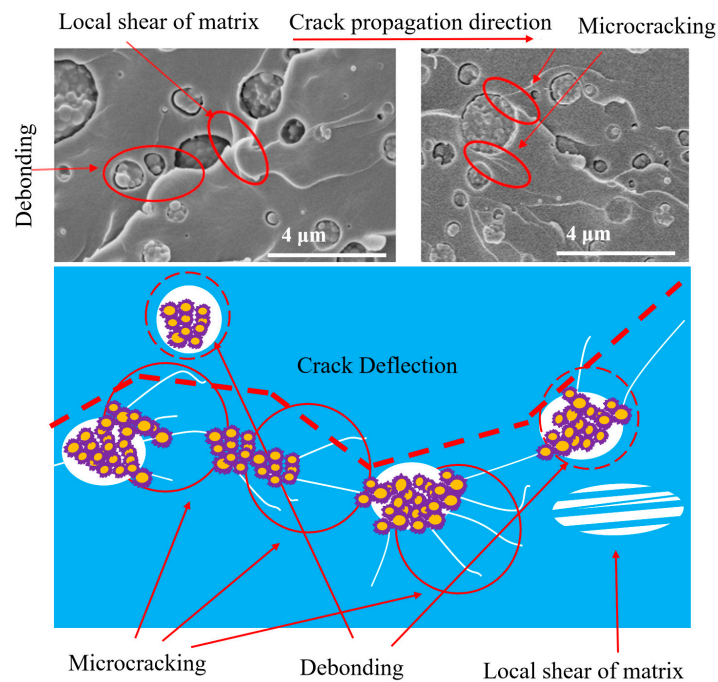 Local shear of matrix
Crack propagation direction
Microcracking
Debonding
4 μm
4 μm
Crack Deflection
Microcracking
Debonding
Local shear of matrix